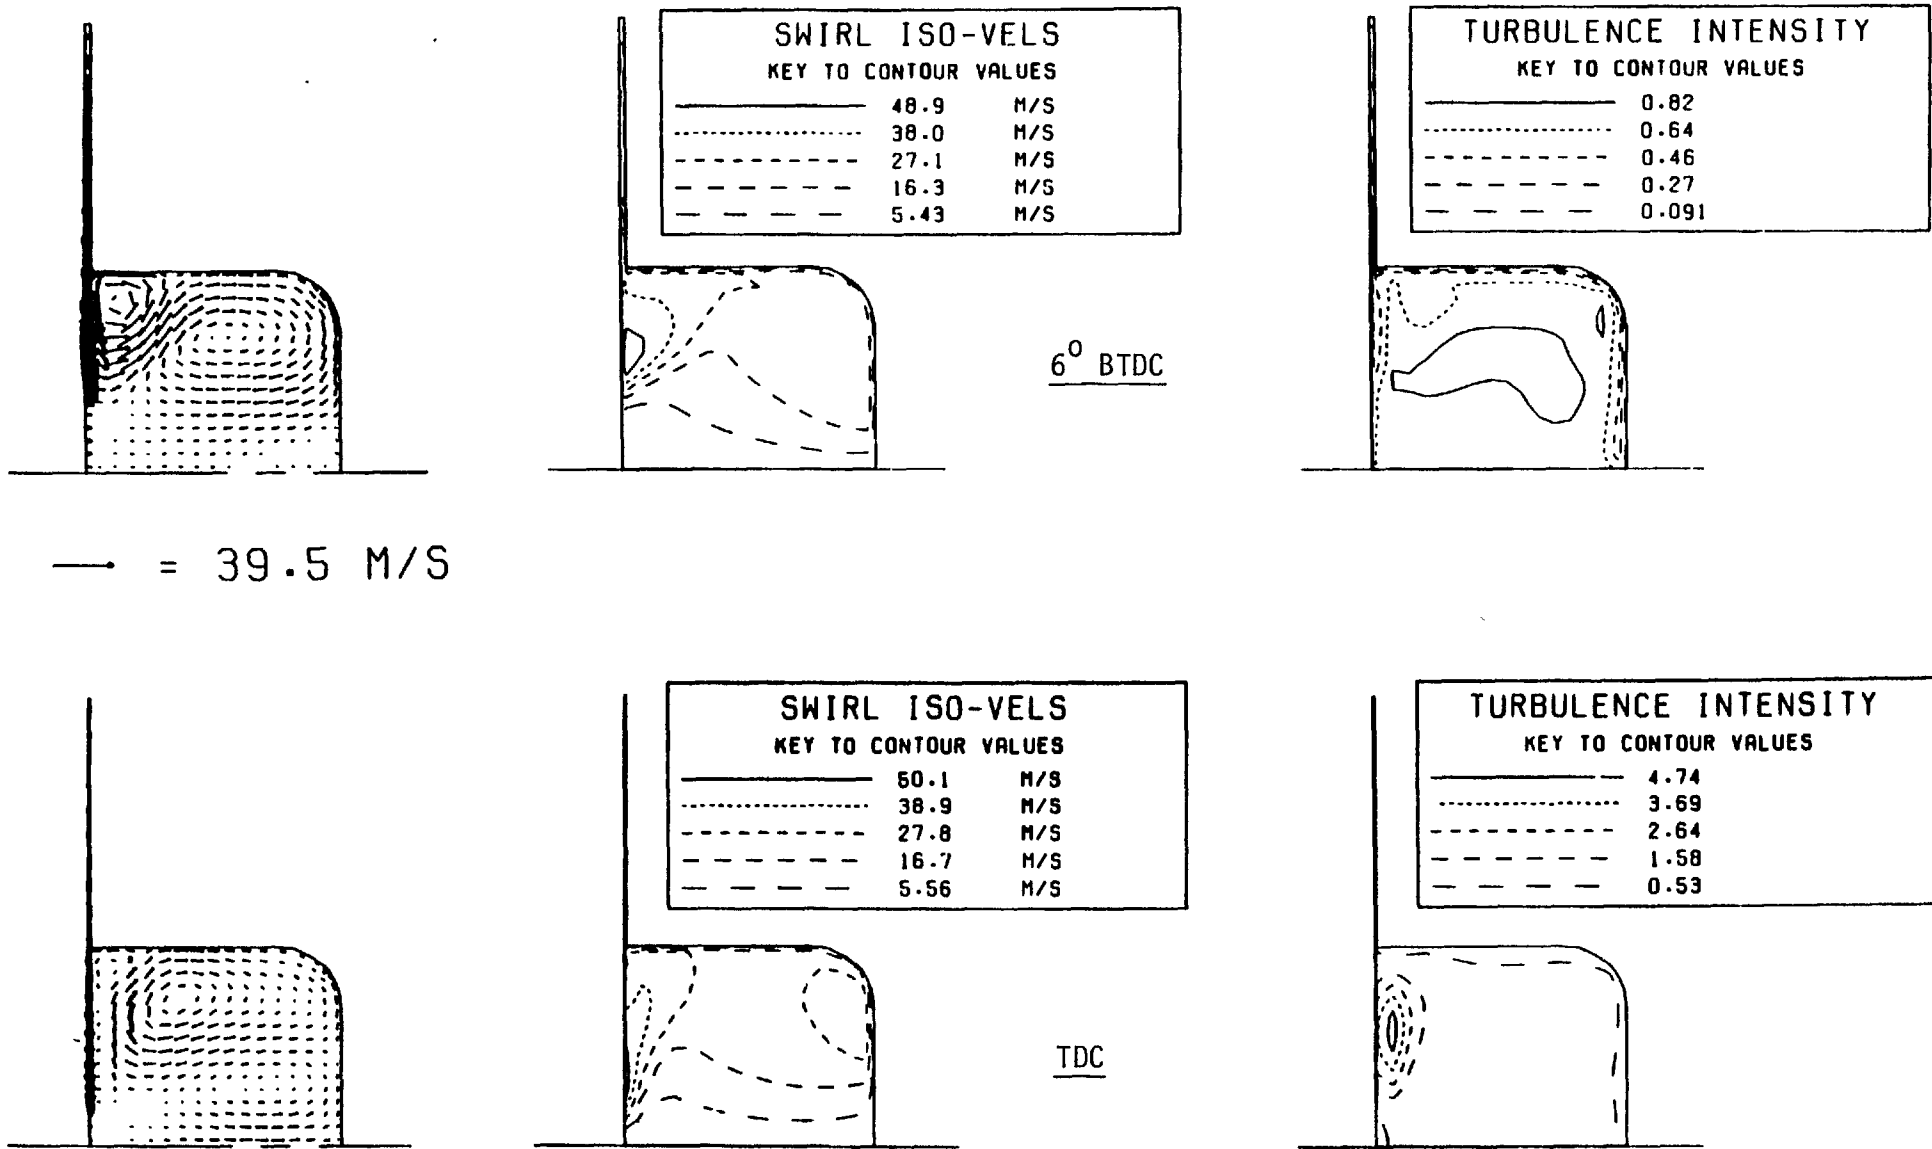 SWIRL ISO-VELS
KEY TO CONTOUR VALUES
48.9 M/S
38.0 M/S
27.1 M/S
16.3 M/S
5.43 M/S
TURBULENCE INTENSITY
KEY TO CONTOUR VALUES
0.82
0.64
0.46
0.27
0.091
6° BTDC
= 39.5 M/S
SWIRL ISO-VELS
KEY TO CONTOUR VALUES
50.1 M/S
38.9 M/S
27.8 M/S
16.7 M/S
5.56 M/S
TURBULENCE INTENSITY
KEY TO CONTOUR VALUES
4.74
3.69
2.64
1.58
0.53
TDC